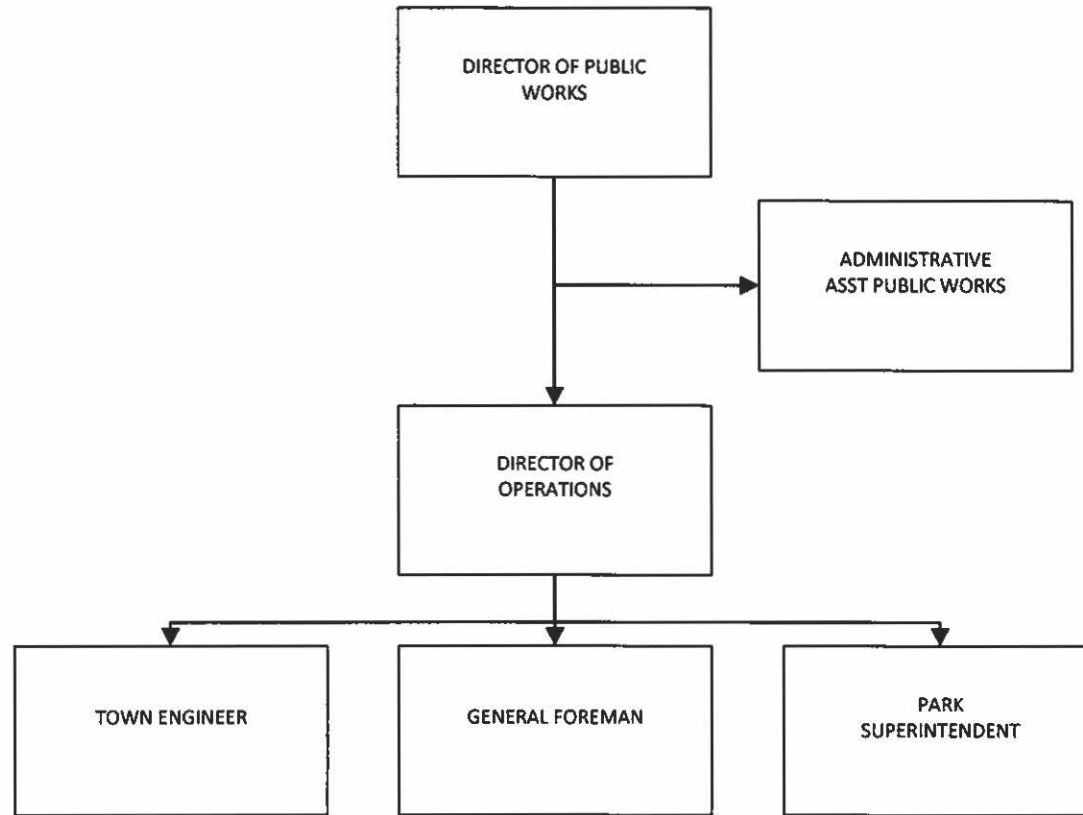 DIRECTOR OF PUBLIC
WORKS
ADMINISTRATIVE
ASST PUBLIC WORKS
DIRECTOR OF
OPERATIONS
TOWN ENGINEER
GENERAL FOREMAN
PARK
SUPERINTENDENT